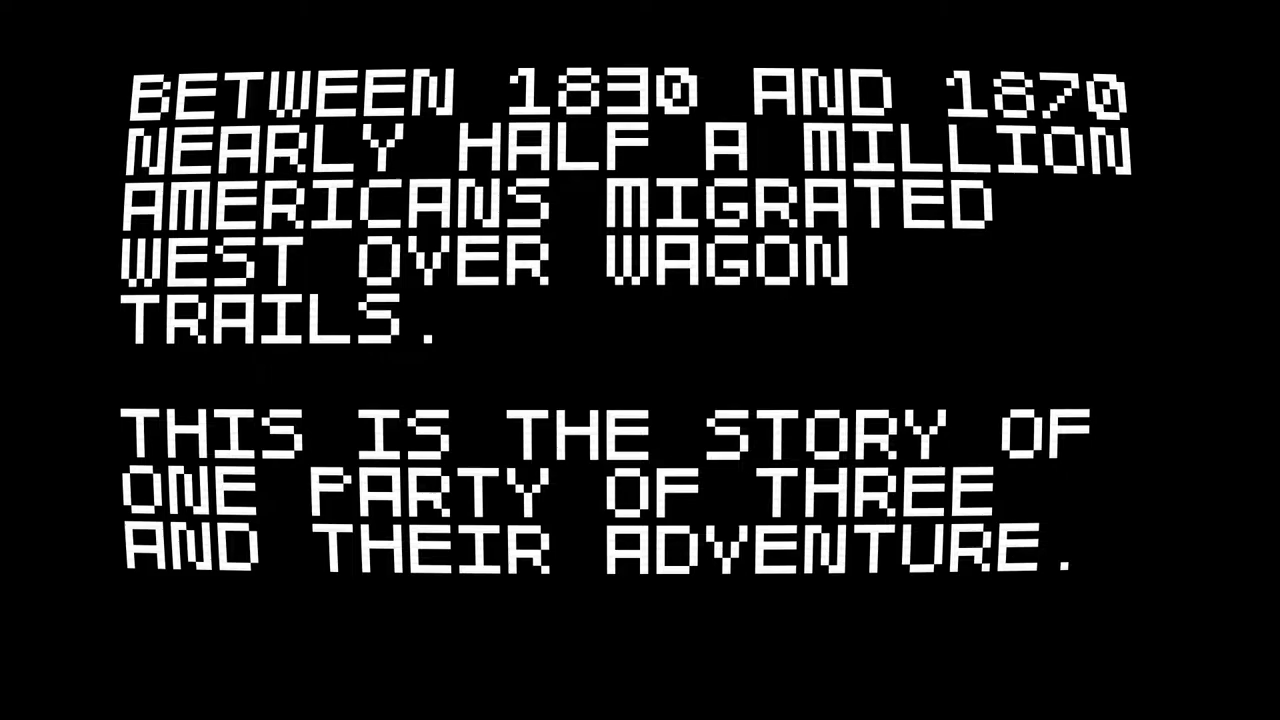 BETWEEN 1830 AND 1870
NEARLY HALF A MILLION
AMERICANS MIGRATED
WEST OVER WAGON
TRAILS.
THIS IS THE STORY OF
ONE PARTY OF THREE
AND THEIR ADVENTURE.